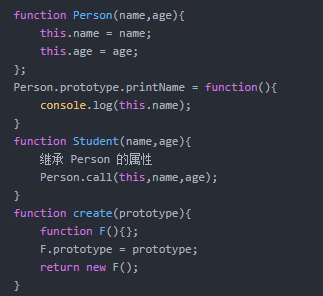 function Person(name,age){
    this.name = name;
    this.age = age;
};
Person.prototype.printName = function(){
    console.log(this.name);
}
function Student(name,age){
    继承 Person 的属性
    Person.call(this,name,age);
}
function create(prototype){
    function F(){};
    F.prototype = prototype;
    return new F();
}